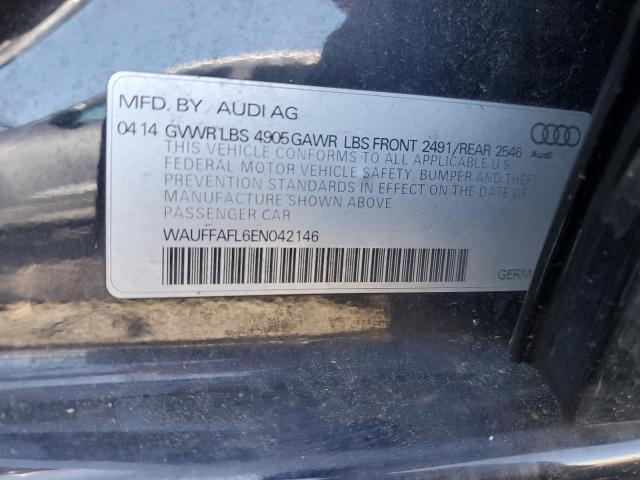 MFD. BY AUDI AG
04 14 GVWR LBS 4905 GAWR LBS FRONT 2491/REAR 2546
THIS VEHICLE CONFORMS TO ALL APPLICABLE U.S.
FEDERAL MOTOR VEHICLE SAFETY, BUMPER AND THEFT
PREVENTION STANDARDS IN EFFECT ON THE DATE OF
MANUFACTURE SHOWN ABOVE
PASSENGER CAR
WAUFFAFL6EN042146
Audi
GERM